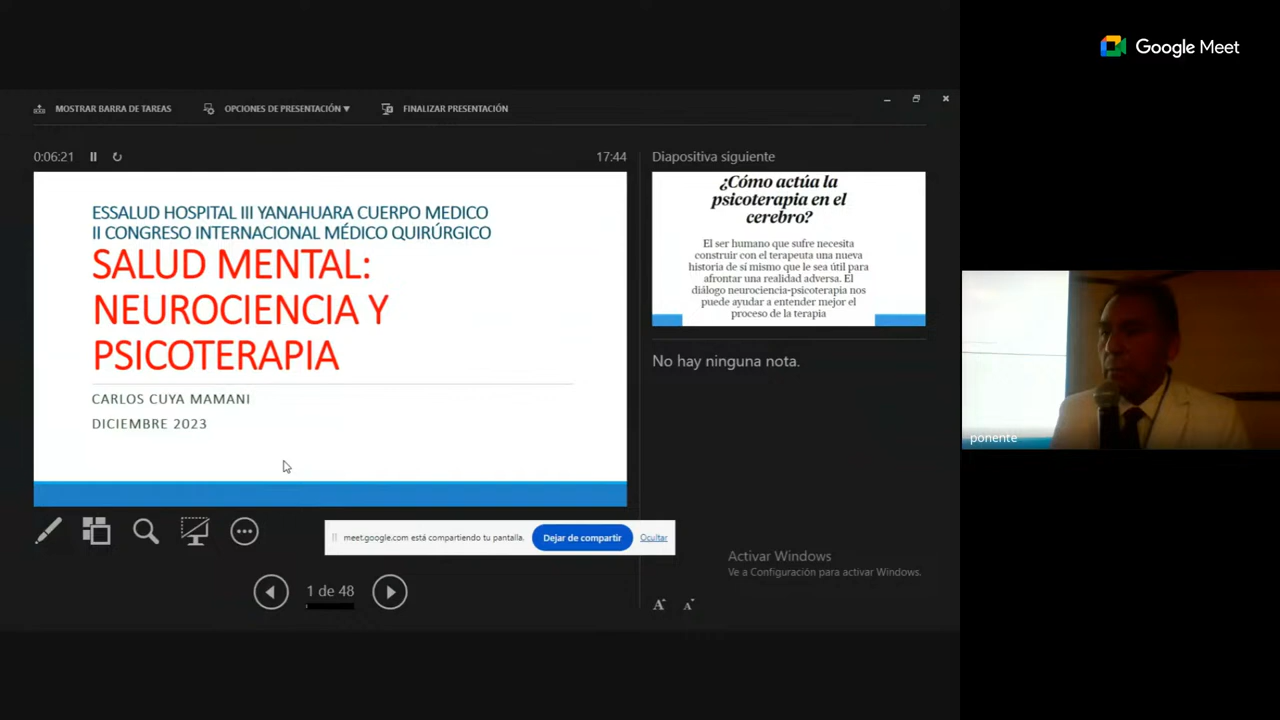 Google Meet
MOSTRAR BARRA DE TAREAS
OPCIONES DE PRESENTACIÓN
FINALIZAR PRESENTACIÓN
0:06:21
17:44
Diapositiva siguiente
ESSALUD HOSPITAL III YANAHUARA CUERPO MEDICO
II CONGRESO INTERNACIONAL MÉDICO QUIRÚRGICO
SALUD MENTAL:
NEUROCIENCIA Y
PSICOTERAPIA
CARLOS CUYA MAMANI
DICIEMBRE 2023
¿Cómo actúa la
psicoterapia en el
cerebro?
El ser humano que sufre necesita
construir con el terapeuta una nueva
historia de sí mismo que le sea útil para
afrontar una realidad adversa. El
diálogo neurociencia-psicoterapia nos
puede ayudar a entender mejor el
proceso de la terapia
No hay ninguna nota.
ponente
meet.google.com está compartiendo tu pantalla.
Dejar de compartir
Ocultar
Activar Windows
Ve a Configuración para activar Windows.
1 de 48
A A